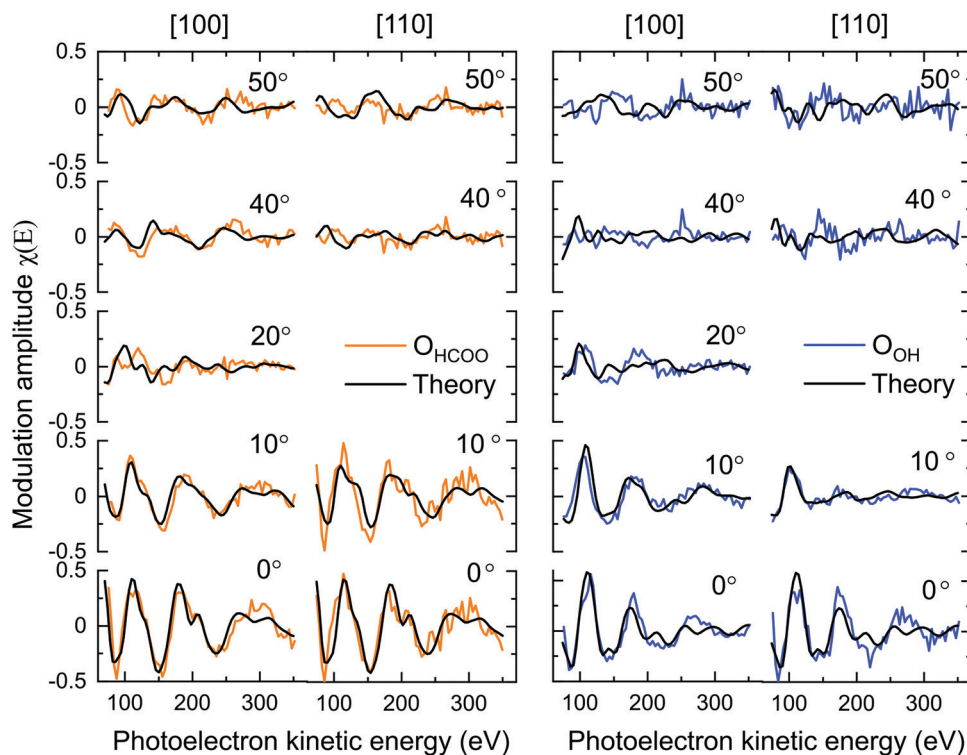 [100] [110] [100] [110]
0.5
50° 50° 50° 50°
0
-0.5
0.5
40° 40° 40° 40°
0
-0.5
0.5
20° 20°
O_HCOO O_OH
0
Theory Theory
-0.5
0.5
10° 10° 10° 10°
0
-0.5
0.5
0° 0° 0° 0°
0
-0.5
100 200 300 100 200 300 100 200 300 100 200 300
Photoelectron kinetic energy (eV) Photoelectron kinetic energy (eV)
Modulation amplitude χ(E)